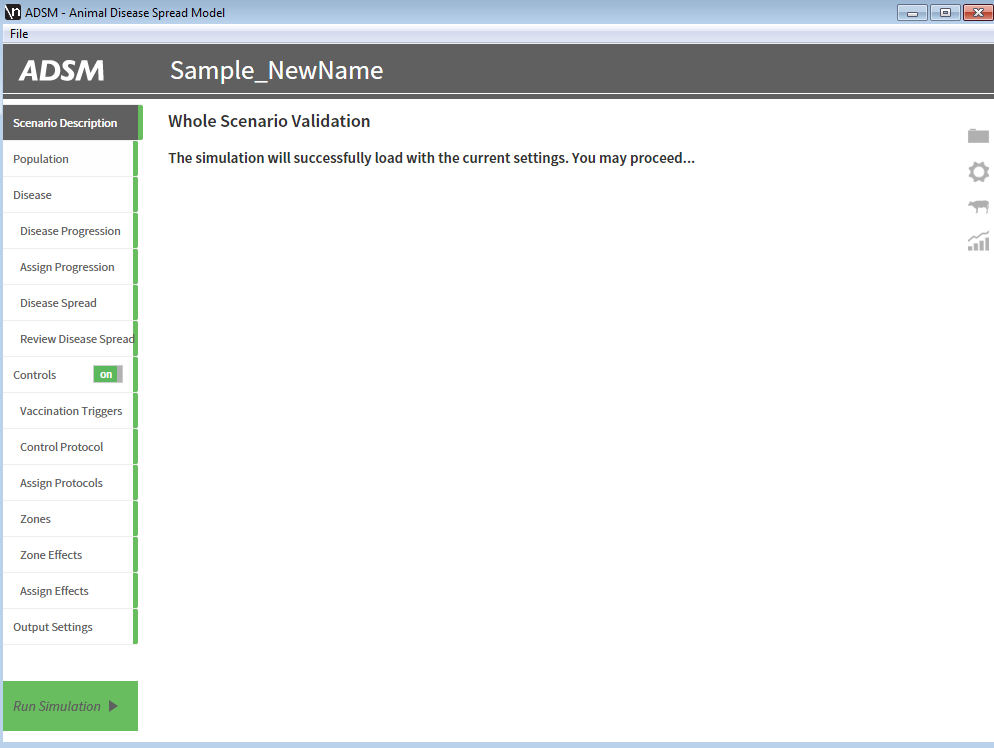 \n ADSM - Animal Disease Spread Model
File
ADSM Sample_NewName
Scenario Description
Population
Disease
Disease Progression
Assign Progression
Disease Spread
Review Disease Spread
Controls on
Vaccination Triggers
Control Protocol
Assign Protocols
Zones
Zone Effects
Assign Effects
Output Settings
Run Simulation
Whole Scenario Validation
The simulation will successfully load with the current settings. You may proceed...